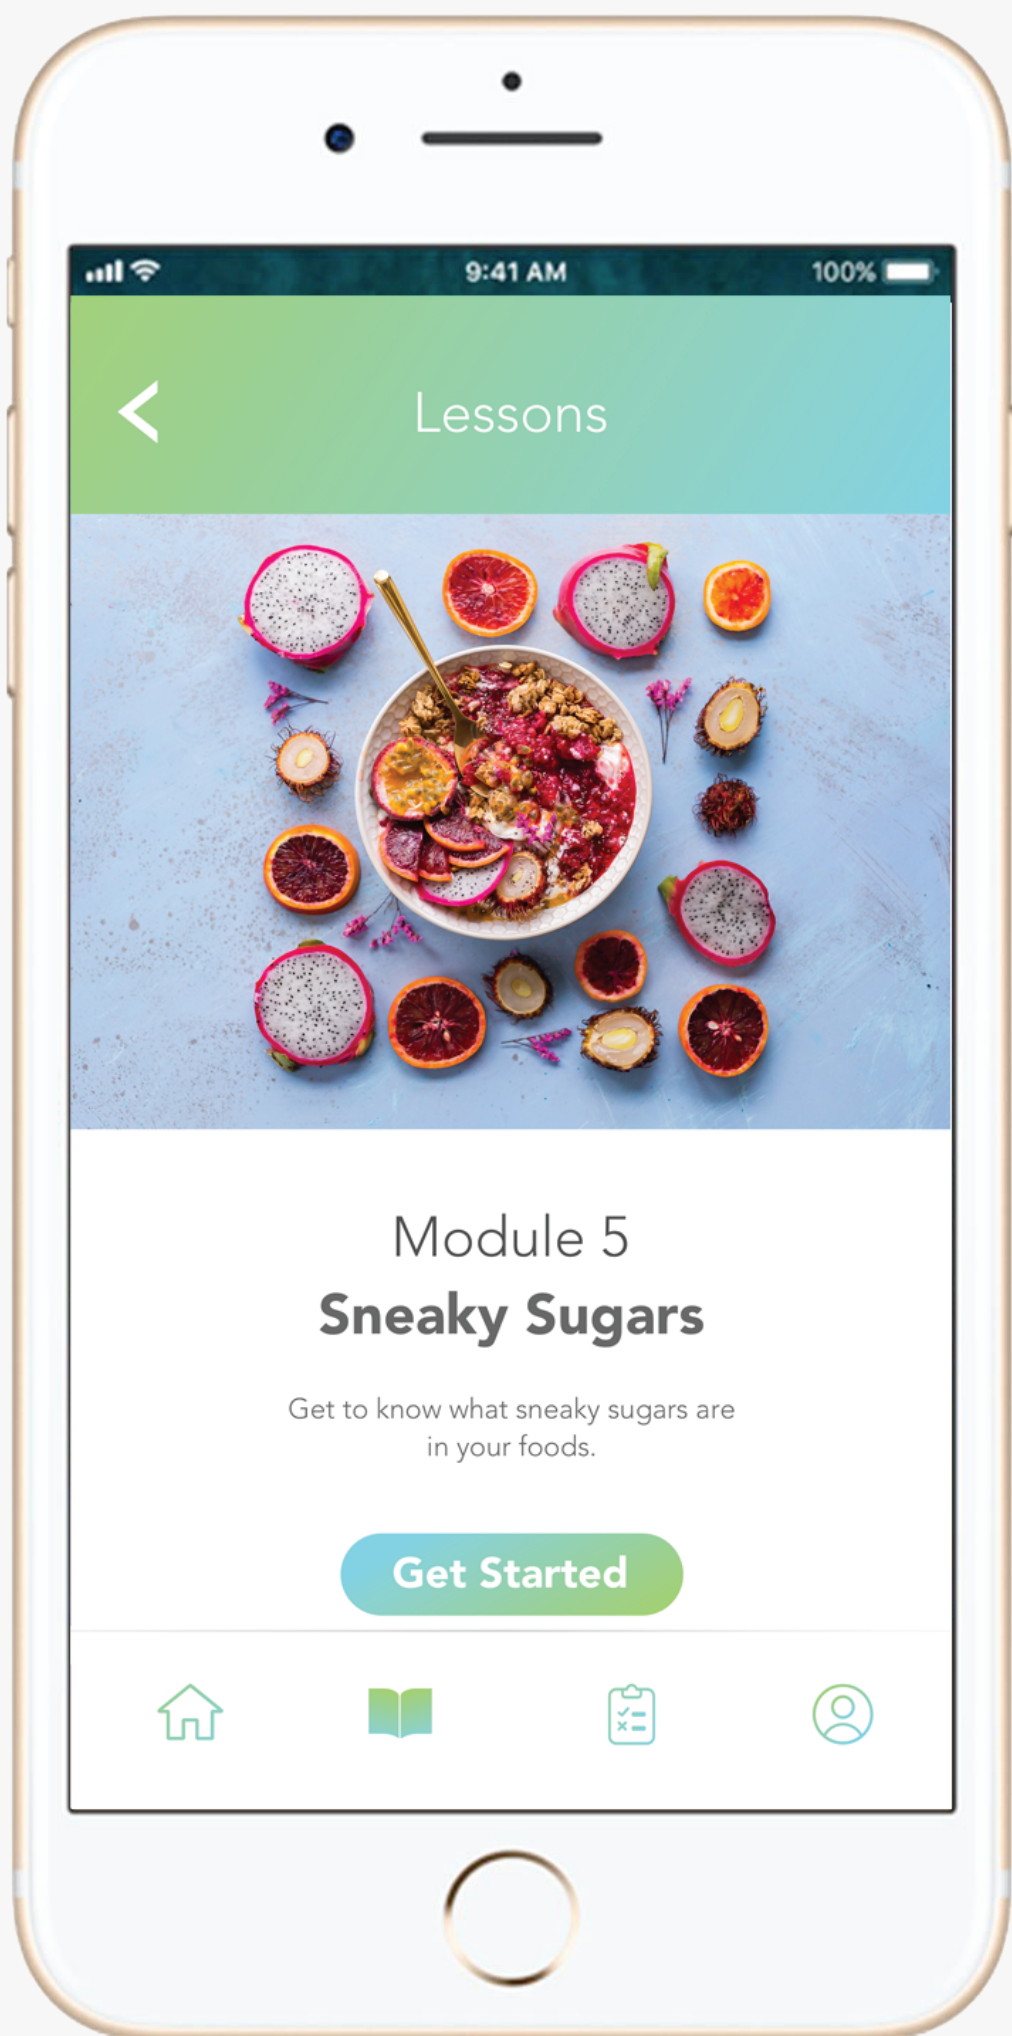 9:41 AM 100%
Lessons
Module 5
Sneaky Sugars
Get to know what sneaky sugars are
in your foods.
Get Started